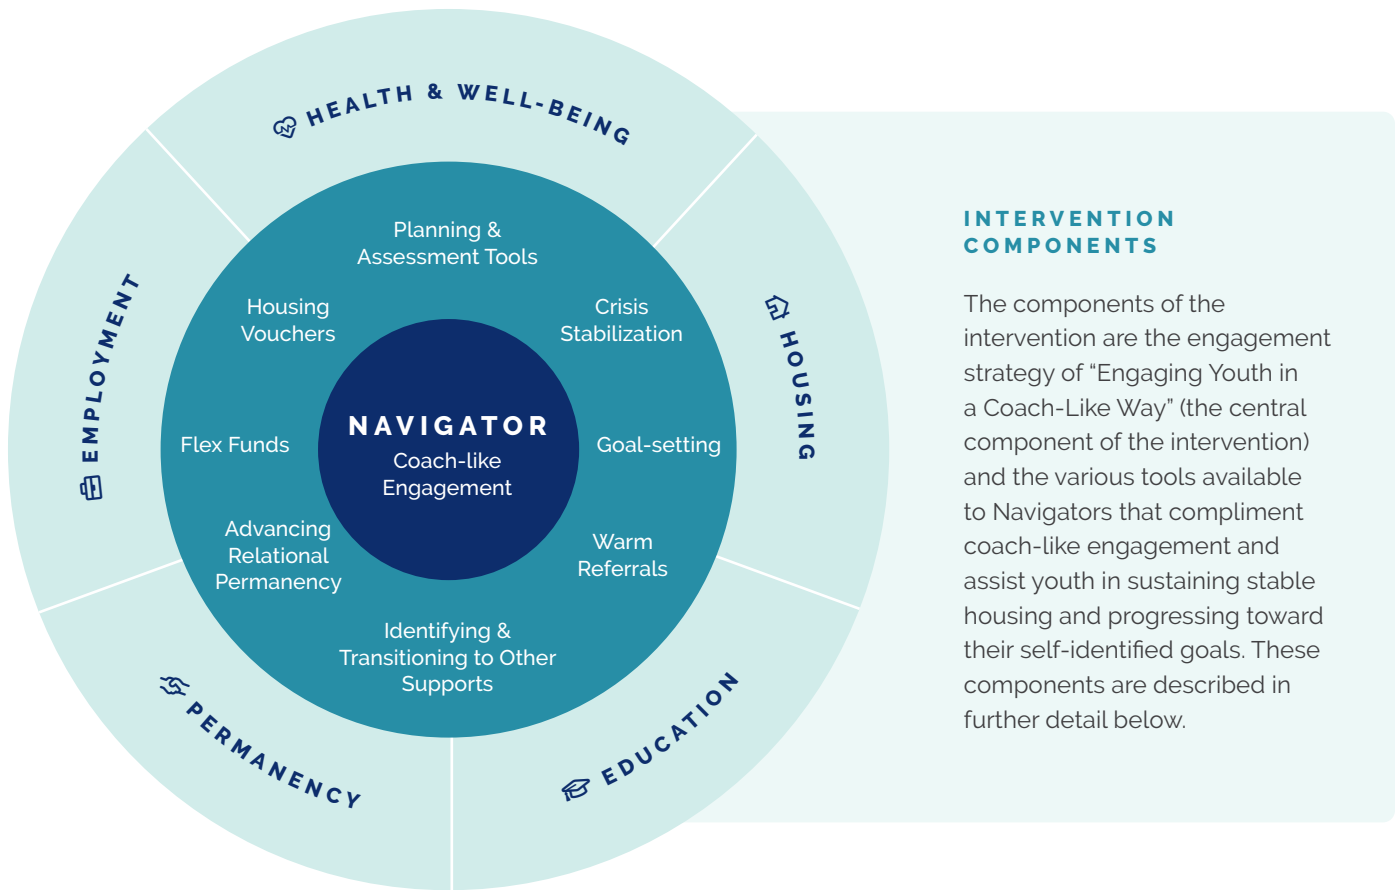 HEALTH & WELL-BEING
HOUSING
EDUCATION
PERMANENCY
EMPLOYMENT
Planning &
Assessment Tools
Crisis
Stabilization
Goal-setting
Warm
Referrals
Identifying &
Transitioning to Other
Supports
Advancing
Relational
Permanency
Flex Funds
Housing
Vouchers
NAVIGATOR
Coach-like
Engagement
INTERVENTION
COMPONENTS
The components of the
intervention are the engagement
strategy of “Engaging Youth in
a Coach-Like Way” (the central
component of the intervention)
and the various tools available
to Navigators that compliment
coach-like engagement and
assist youth in sustaining stable
housing and progressing toward
their self-identified goals. These
components are described in
further detail below.